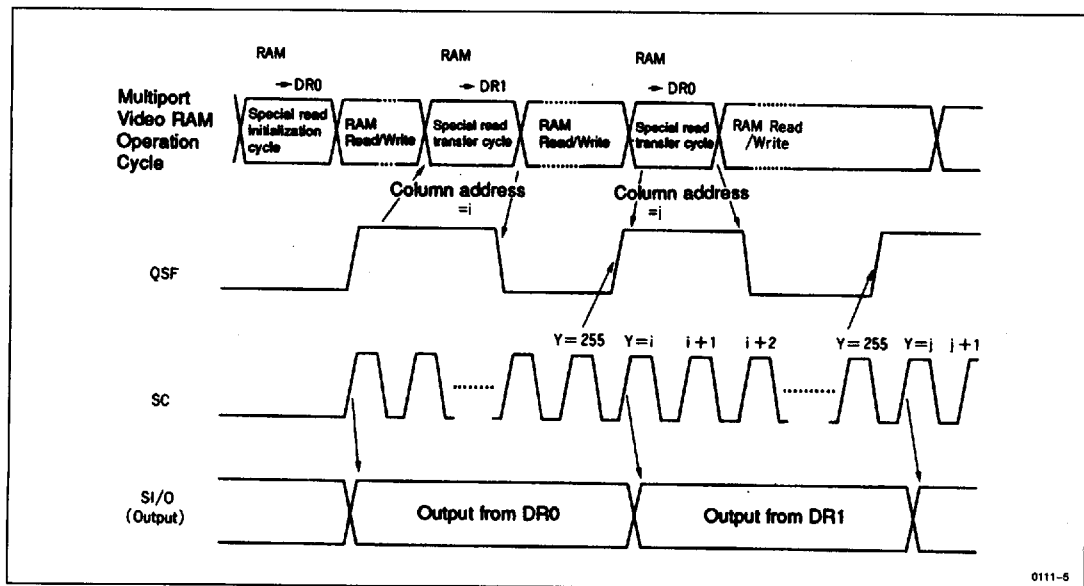 RAM
RAM
RAM
→ DR0
→ DR1
→ DR0
Multiport
Video RAM
Operation
Cycle
Special read
initialization
cycle
RAM
Read/Write
Special read
transfer cycle
RAM
Read/Write
Special read
transfer cycle
RAM Read
/Write
Column address
=i
Column address
=j
QSF
Y=255
Y=i
i+1
i+2
Y=255
Y=j
j+1
SC
SI/O
(Output)
Output from DR0
Output from DR1
0111-5